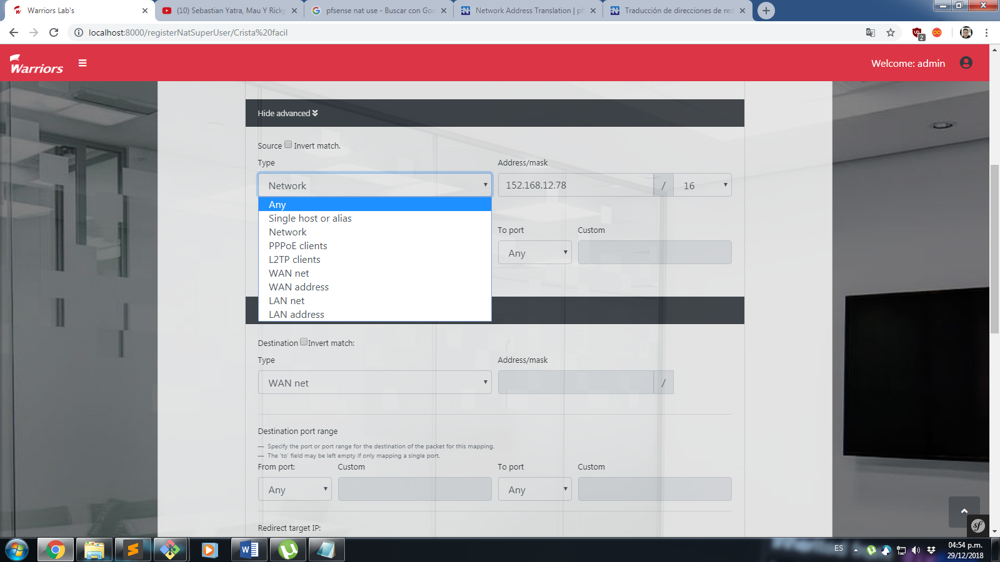 Warriors Lab's
(10) Sebastian Yatra, Mau Y Ricky
pfsense nat use - Buscar con Goo
Network Address Translation | pf
Traducción de direcciones de red
localhost:8000/registerNatSuperUser/Crista%20facil
2
Warriors
Welcome: admin
Hide advanced
Source Invert match.
Type
Address/mask
Network
152.168.12.78
/
16
Any
Single host or alias
Network
PPPoE clients
L2TP clients
WAN net
WAN address
LAN net
LAN address
To port
Custom
Any
Destination Invert match:
Type
Address/mask
WAN net
/
Destination port range
— Specify the port or port range for the destination of the packet for this mapping.
— The 'to' field may be left empty if only mapping a single port.
From port:
Custom
To port
Custom
Any
Any
Redirect target IP:
sf
ES
04:54 p.m.
29/12/2018